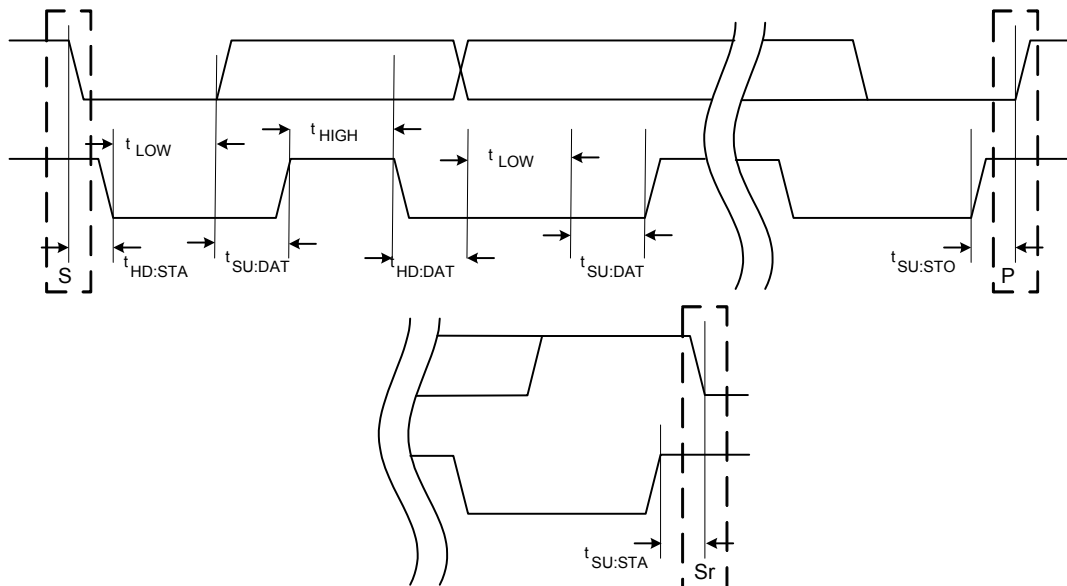 t LOW
t HIGH
t LOW
S
t HD:STA
t SU:DAT
t HD:DAT
t SU:DAT
t SU:STO
P
t SU:STA
Sr